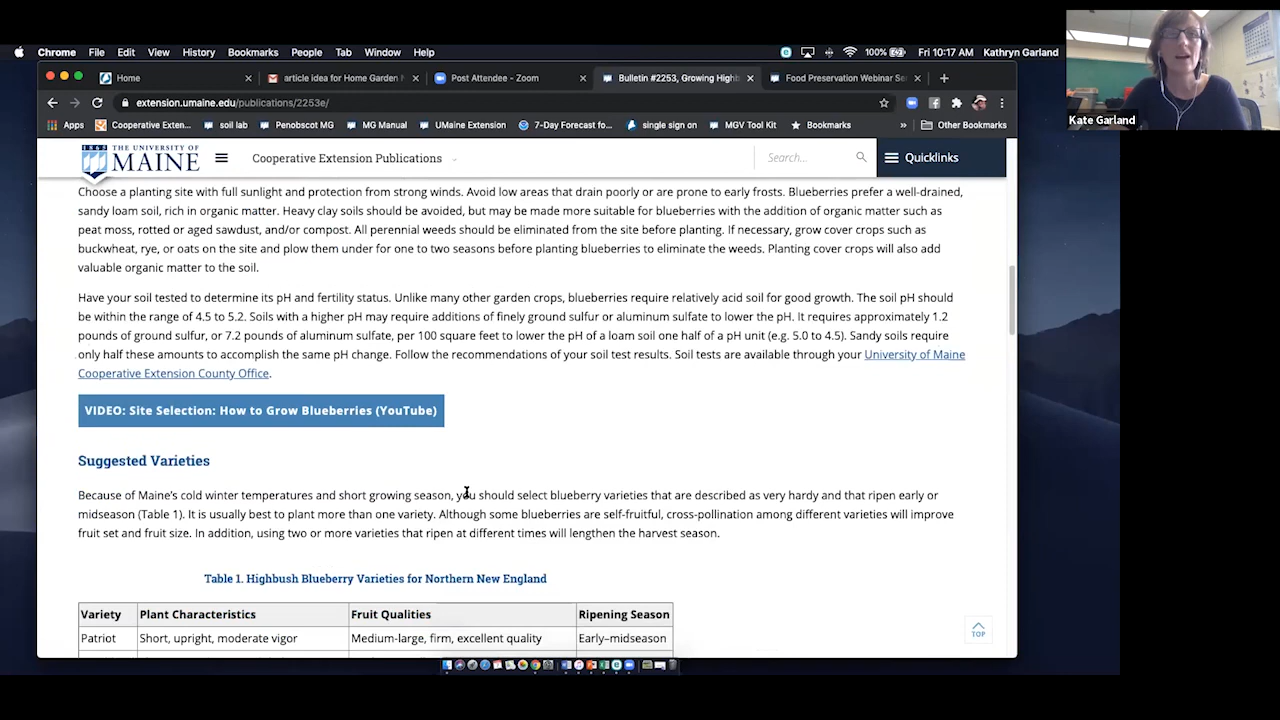 Chrome File Edit View History Bookmarks People Tab Window Help 100% Fri 10:17 AM Kathryn Garland
Home article idea for Home Garden Post Attendee - Zoom Bulletin #2253, Growing Highb Food Preservation Webinar Se
extension.umaine.edu/publications/2253e/
Apps Cooperative Exten... soil lab Penobscot MG MG Manual UMaine Extension 7-Day Forecast fo... single sign on MGV Tool Kit Bookmarks » Other Bookmarks
Kate Garland
1865
THE UNIVERSITY OF
MAINE
Cooperative Extension Publications
Search...
Quicklinks
Choose a planting site with full sunlight and protection from strong winds. Avoid low areas that drain poorly or are prone to early frosts. Blueberries prefer a well-drained,
sandy loam soil, rich in organic matter. Heavy clay soils should be avoided, but may be made more suitable for blueberries with the addition of organic matter such as
peat moss, rotted or aged sawdust, and/or compost. All perennial weeds should be eliminated from the site before planting. If necessary, grow cover crops such as
buckwheat, rye, or oats on the site and plow them under for one to two seasons before planting blueberries to eliminate the weeds. Planting cover crops will also add
valuable organic matter to the soil.
Have your soil tested to determine its pH and fertility status. Unlike many other garden crops, blueberries require relatively acid soil for good growth. The soil pH should
be within the range of 4.5 to 5.2. Soils with a higher pH may require additions of finely ground sulfur or aluminum sulfate to lower the pH. It requires approximately 1.2
pounds of ground sulfur, or 7.2 pounds of aluminum sulfate, per 100 square feet to lower the pH of a loam soil one half of a pH unit (e.g. 5.0 to 4.5). Sandy soils require
only half these amounts to accomplish the same pH change. Follow the recommendations of your soil test results. Soil tests are available through your University of Maine
Cooperative Extension County Office.
VIDEO: Site Selection: How to Grow Blueberries (YouTube)
Suggested Varieties
Because of Maine's cold winter temperatures and short growing season, you should select blueberry varieties that are described as very hardy and that ripen early or
midseason (Table 1). It is usually best to plant more than one variety. Although some blueberries are self-fruitful, cross-pollination among different varieties will improve
fruit set and fruit size. In addition, using two or more varieties that ripen at different times will lengthen the harvest season.
Table 1. Highbush Blueberry Varieties for Northern New England
Variety Plant Characteristics Fruit Qualities Ripening Season
Patriot Short, upright, moderate vigor Medium-large, firm, excellent quality Early–midseason
TOP